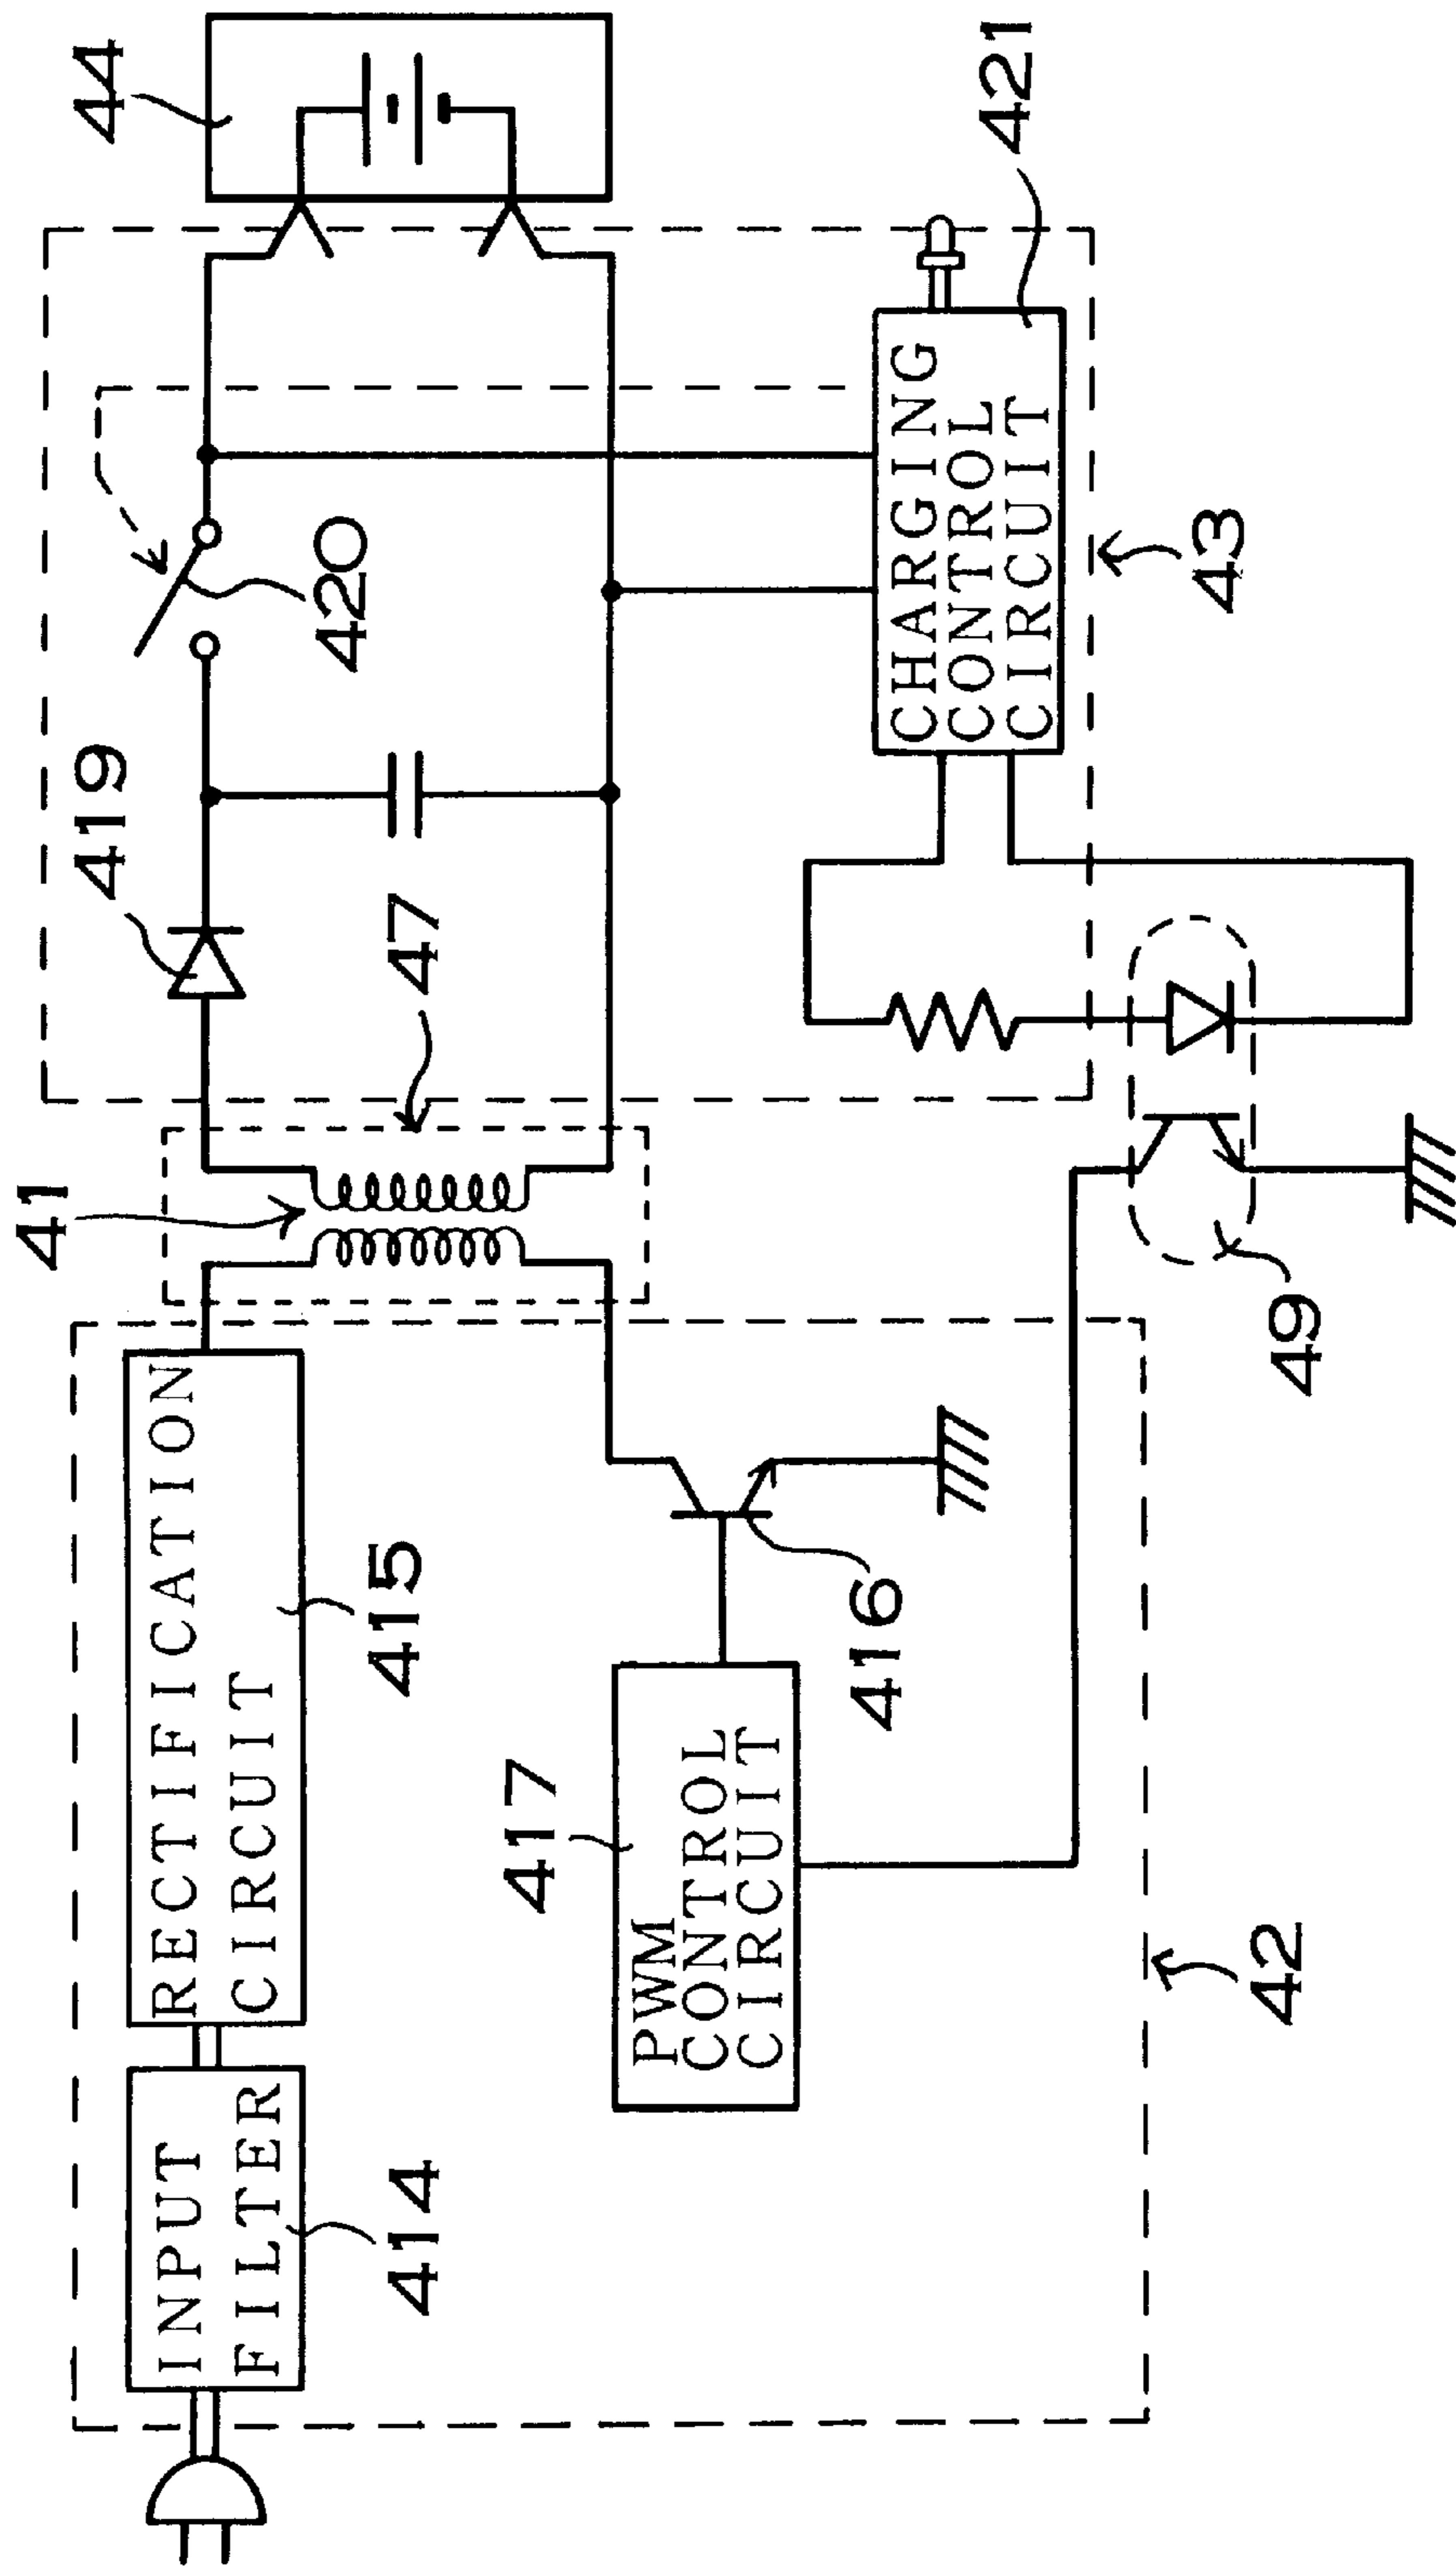 41
47
419
420
44
INPUT
FILTER
414
RECTIFICATION
CIRCUIT
415
PWM
CONTROL
CIRCUIT
417
416
CHARGING
CONTROL
CIRCUIT
421
43
49
42